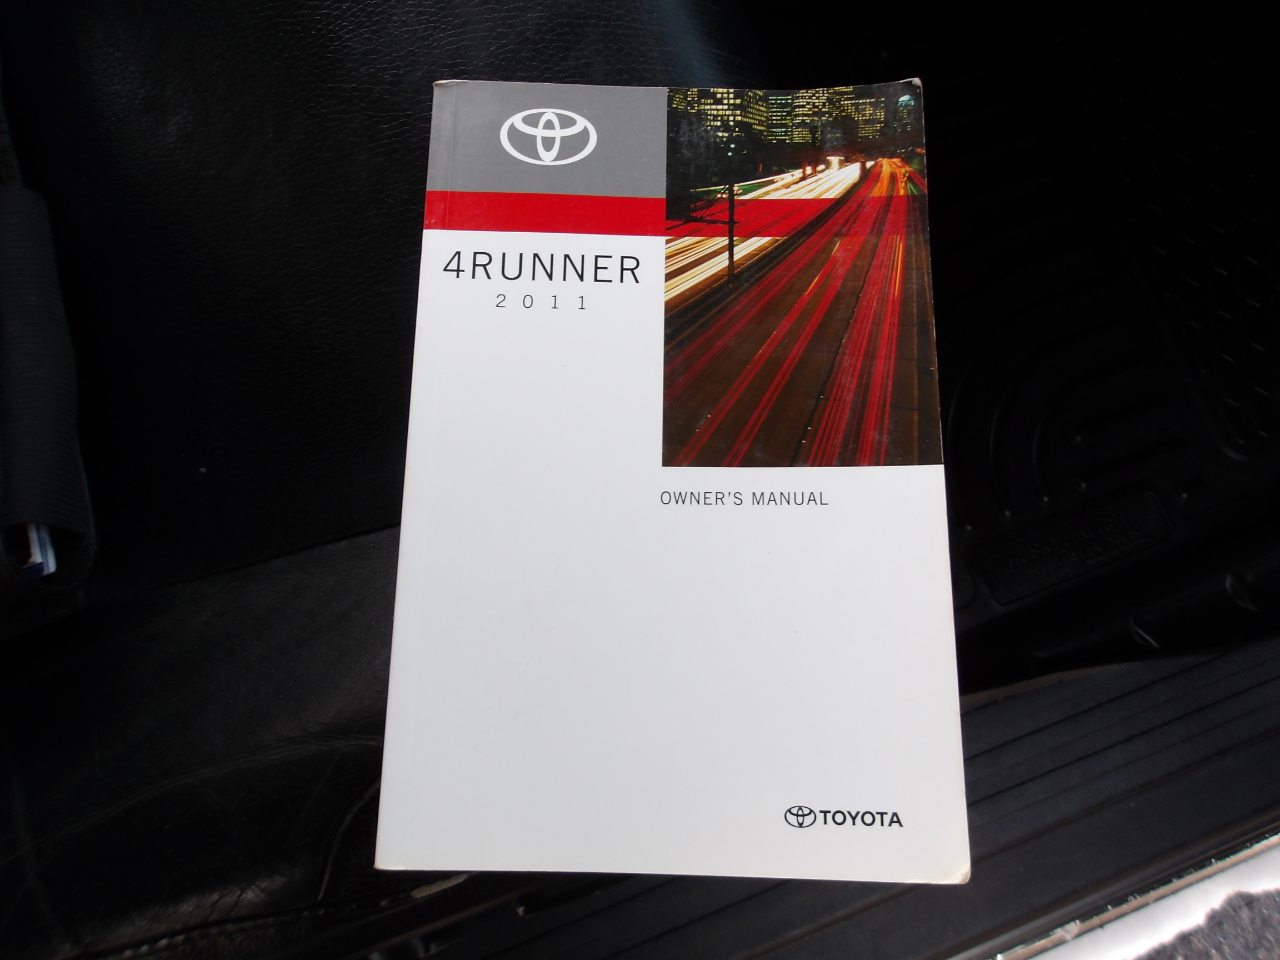 4RUNNER
2011
OWNER'S MANUAL
TOYOTA